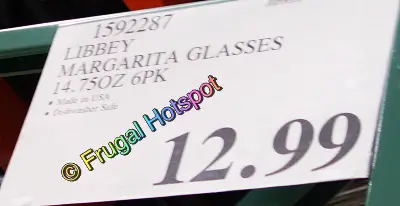 1592287
LIBBEY
MARGARITA GLASSES
14.75OZ 6PK
• Made in USA
• Dishwasher Safe
© Frugal Hotspot
12.99